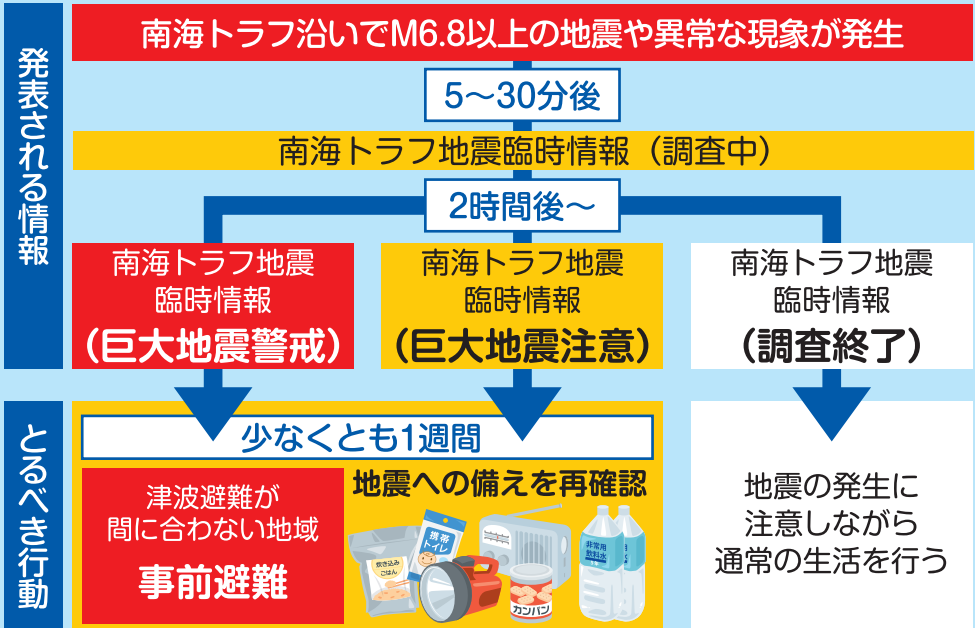 発表される情報
南海トラフ沿いでM6.8以上の地震や異常な現象が発生
5〜30分後
南海トラフ地震臨時情報（調査中）
2時間後〜
南海トラフ地震
臨時情報
（巨大地震警戒）
南海トラフ地震
臨時情報
（巨大地震注意）
南海トラフ地震
臨時情報
（調査終了）
とるべき行動
少なくとも1週間
津波避難が
間に合わない地域
事前避難
地震への備えを再確認
炊き込み
ごはん
携帯
トイレ
カンパン
非常用
飲料水
地震の発生に
注意しながら
通常の生活を行う